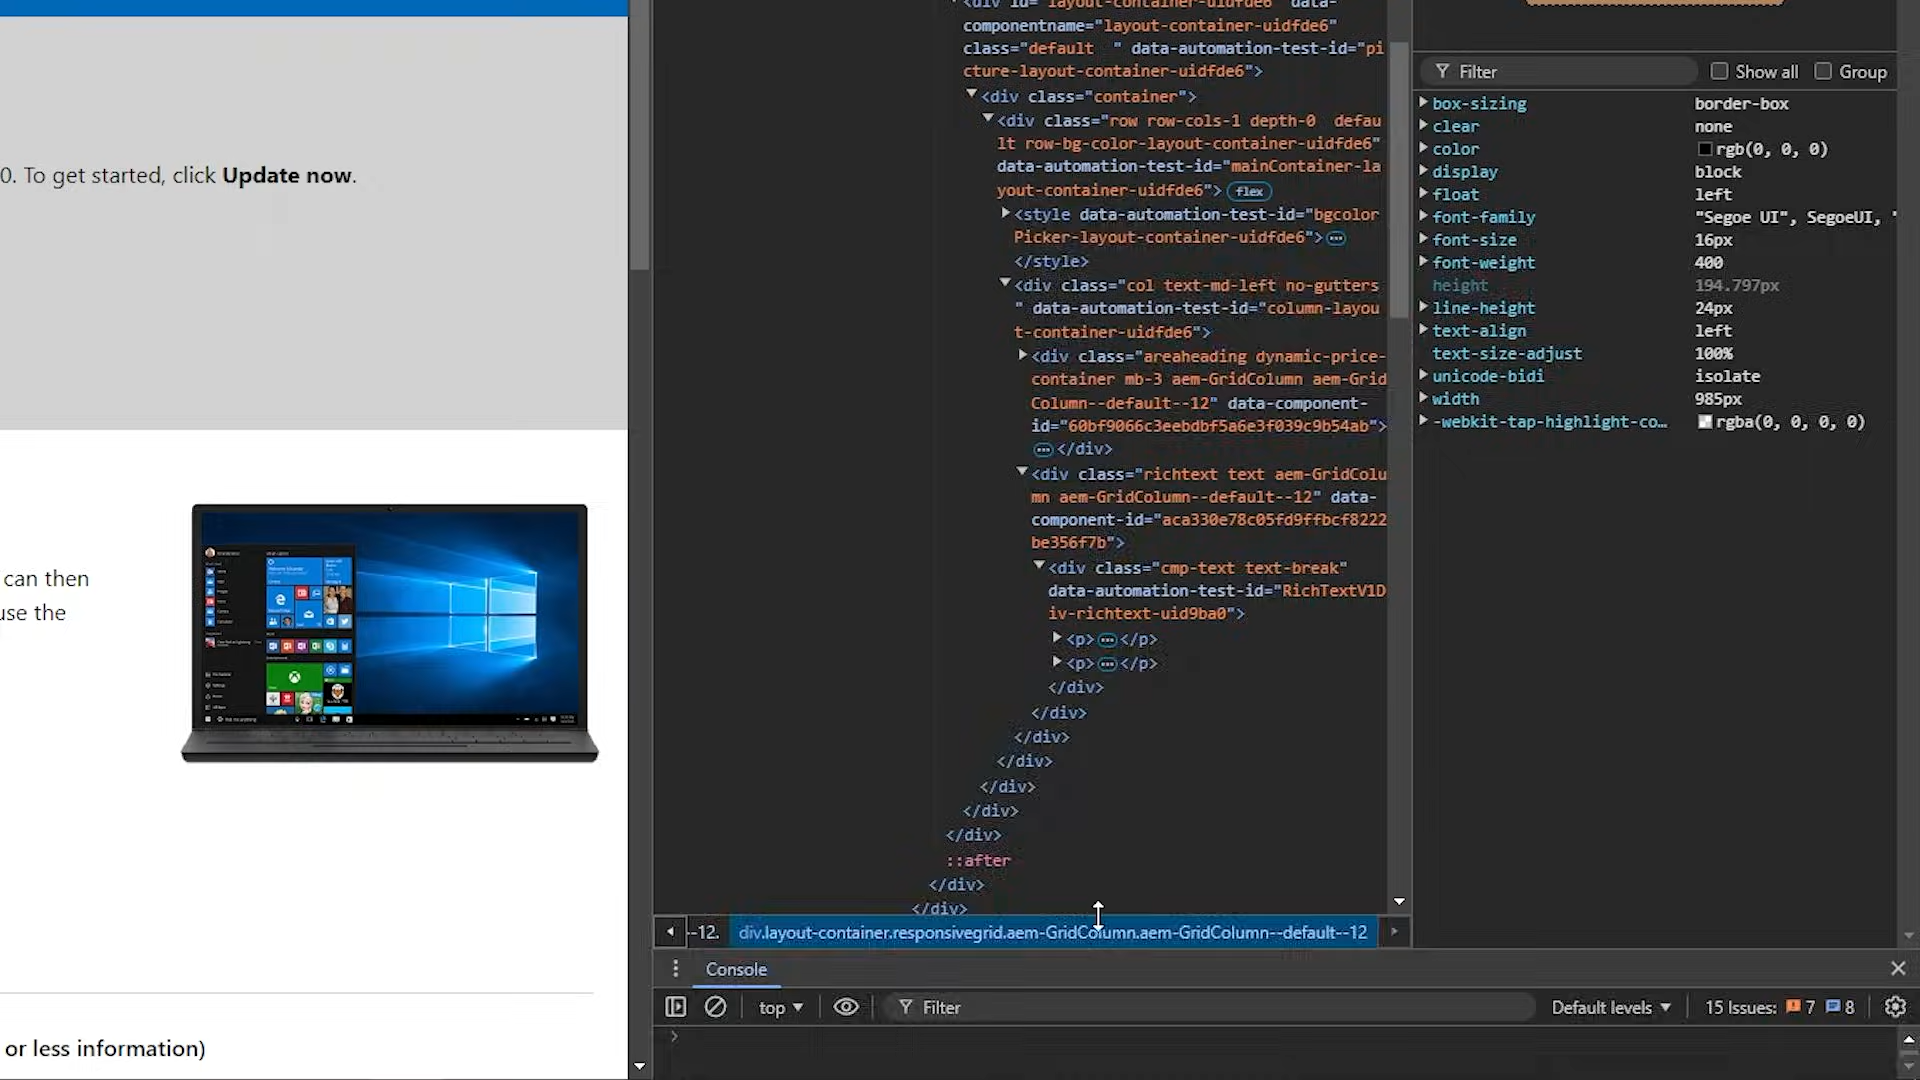 0. To get started, click Update now.
can then
use the
or less information)
<div id="layout-container-uidfde6" data-
componentname="layout-container-uidfde6"
class="default  " data-automation-test-id="pi
cture-layout-container-uidfde6">
<div class="container">
<div class="row row-cols-1 depth-0  defau
lt row-bg-color-layout-container-uidfde6"
data-automation-test-id="mainContainer-la
yout-container-uidfde6"> flex
<style data-automation-test-id="bgcolor
Picker-layout-container-uidfde6">…
</style>
<div class="col text-md-left no-gutters
" data-automation-test-id="column-layou
t-container-uidfde6">
<div class="areaheading dynamic-price-
container mb-3 aem-GridColumn aem-Grid
Column--default--12" data-component-
id="60bf9066c3eebdbf5a6e3f039c9b54ab">
…</div>
<div class="richtext text aem-GridColu
mn aem-GridColumn--default--12" data-
component-id="aca330e78c05fd9ffbcf8222
be356f7b">
<div class="cmp-text text-break"
data-automation-test-id="RichTextV1D
iv-richtext-uid9ba0">
<p>…</p>
<p>…</p>
</div>
</div>
</div>
</div>
</div>
</div>
</div>
::after
</div>
</div>
--12. div.layout-container.responsivegrid.aem-GridColumn.aem-GridColumn--default--12
Filter Show all Group
box-sizing border-box
clear none
color rgb(0, 0, 0)
display block
float left
font-family "Segoe UI", SegoeUI, "
font-size 16px
font-weight 400
height 194.797px
line-height 24px
text-align left
text-size-adjust 100%
unicode-bidi isolate
width 985px
-webkit-tap-highlight-co… rgba(0, 0, 0, 0)
Console
top Filter Default levels 15 Issues: 7 8